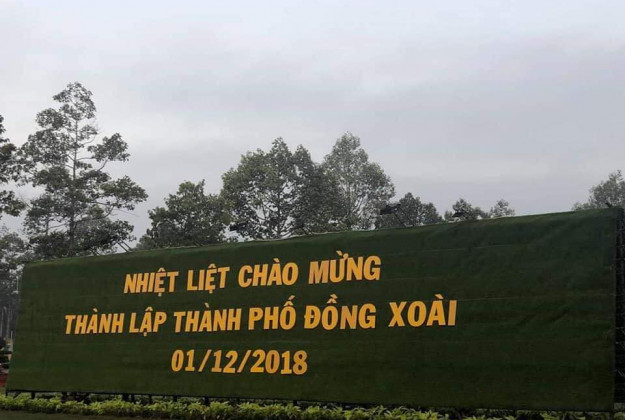 NHIỆT LIỆT CHÀO MỪNG
THÀNH LẬP THÀNH PHỐ ĐỒNG XOÀI
01/12/2018